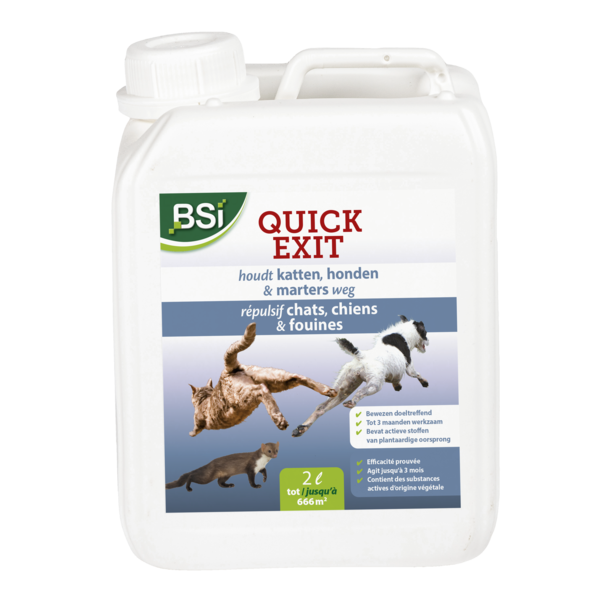 BSi
QUICK
EXIT
houdt katten, honden
& marters weg
répulsif chats, chiens
& fouines
✓ Bewezen doeltreffend
✓ Tot 3 maanden werkzaam
✓ Bevat actieve stoffen
van plantaardige oorsprong
✓ Efficacité prouvée
✓ Agit jusqu'à 3 mois
✓ Contient des substances
actives d'origine végétale
2 ℓ
tot / jusqu'à
666 m²